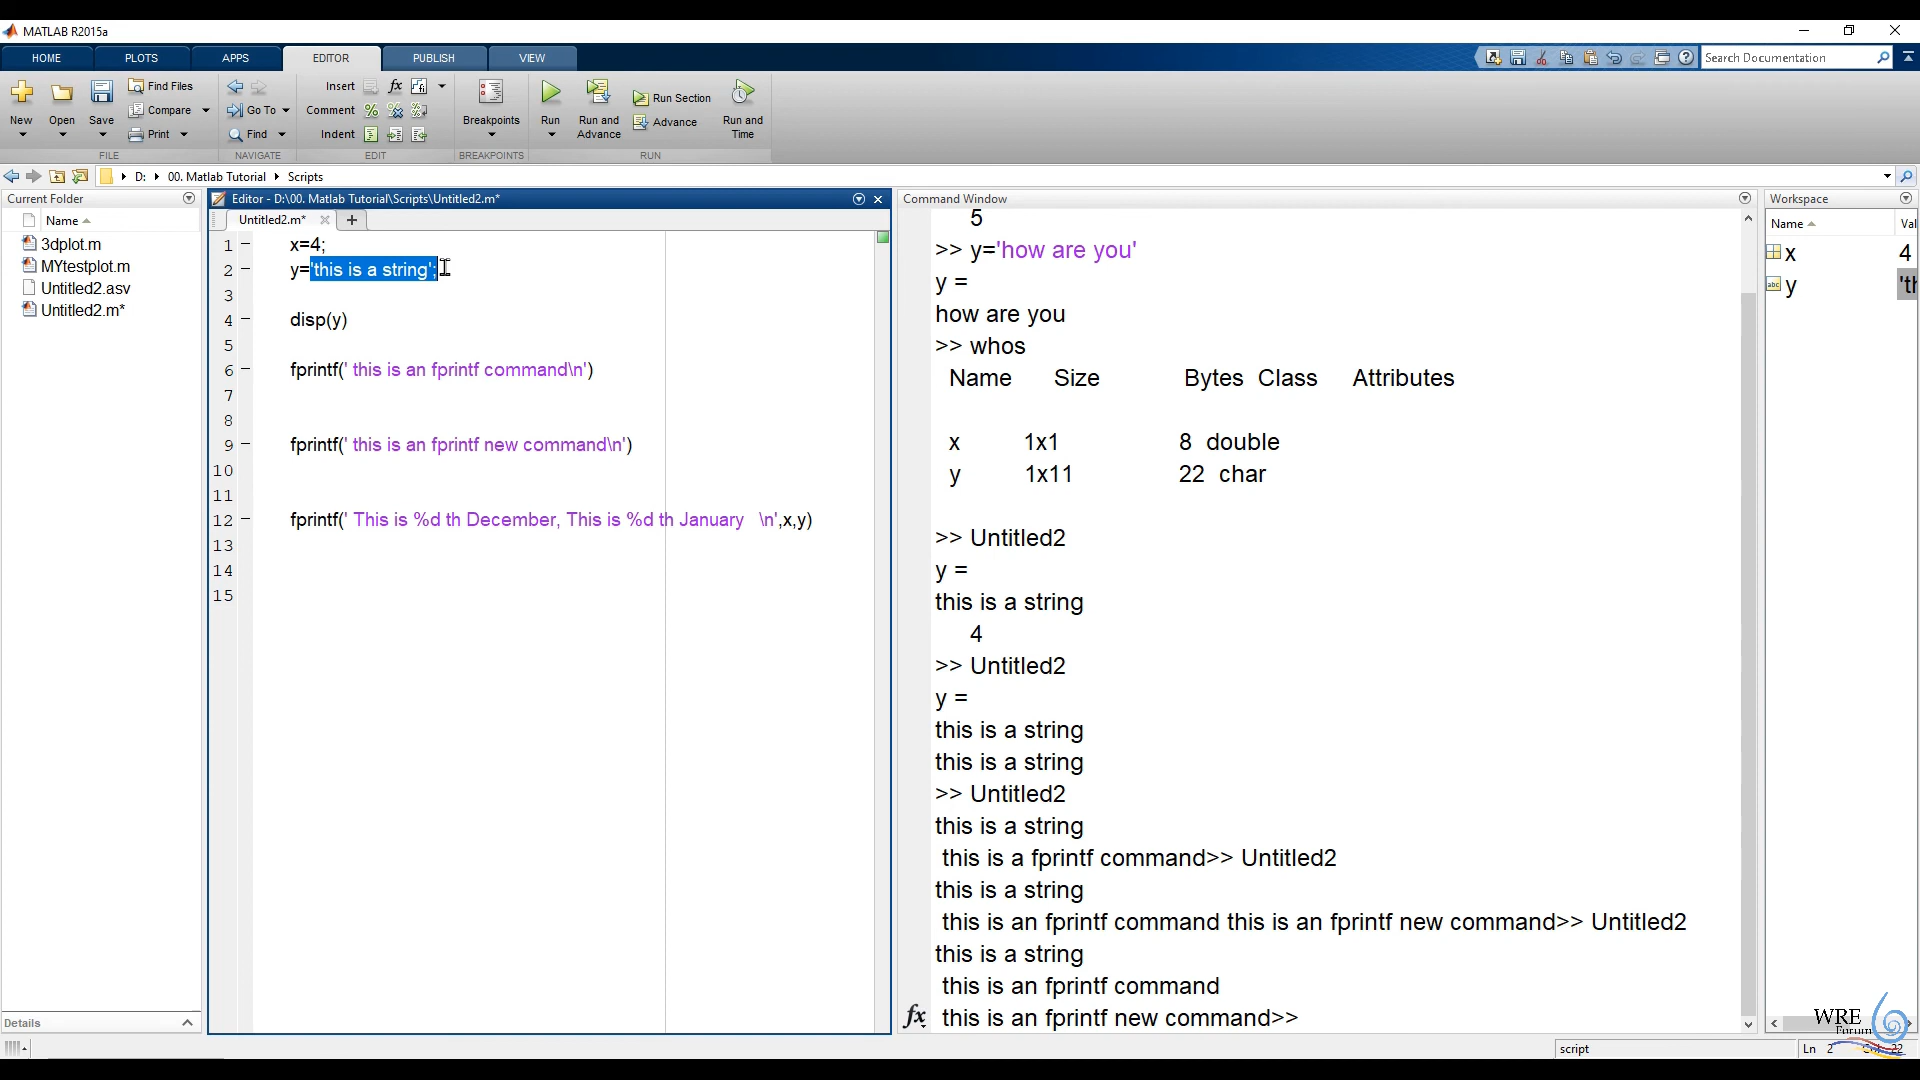 MATLAB R2015a
HOME PLOTS APPS EDITOR PUBLISH VIEW
Search Documentation
New Open Save
Find Files
Compare
Print
Go To
Find
Insert fx
Comment
Indent
Breakpoints
Run
Run and Advance
Run Section
Advance
Run and Time
FILE NAVIGATE EDIT BREAKPOINTS RUN
D: 00. Matlab Tutorial Scripts
Current Folder
Name
3dplot.m
MYtestplot.m
Untitled2.asv
Untitled2.m*
Details
Editor - D:\00. Matlab Tutorial\Scripts\Untitled2.m*
Untitled2.m* +
1 x=4;
2 y='this is a string';
3
4 disp(y)
5
6 fprintf(' this is an fprintf command\n')
7
8
9 fprintf(' this is an fprintf new command\n')
10
11
12 fprintf(' This is %d th December, This is %d th January   \n',x,y)
13
14
15
Command Window
5
>> y='how are you'
y =
how are you
>> whos
Name Size Bytes Class Attributes
x 1x1 8 double
y 1x11 22 char
>> Untitled2
y =
this is a string
4
>> Untitled2
y =
this is a string
this is a string
>> Untitled2
this is a string
this is a fprintf command>> Untitled2
this is a string
this is an fprintf command this is an fprintf new command>> Untitled2
this is a string
this is an fprintf command
fx this is an fprintf new command>>
Workspace
Name Val
x 4
abc y 'th
WRE
Forum
script Ln 2